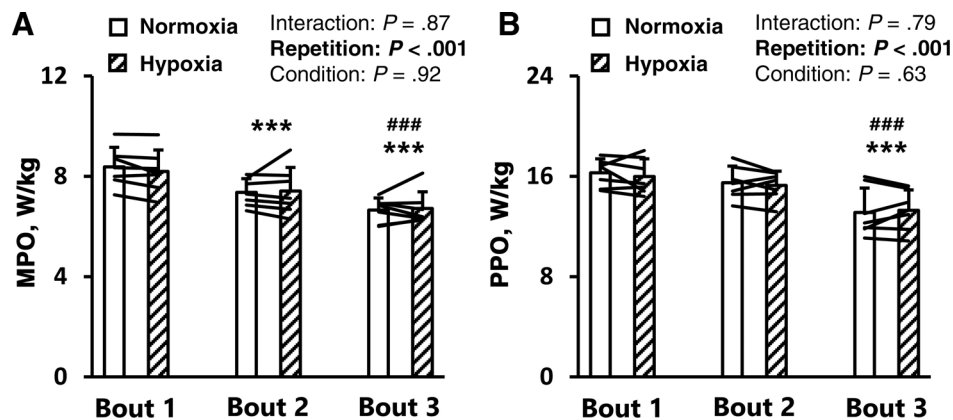 A
Normoxia
Hypoxia
Interaction: P = .87
Repetition: P < .001
Condition: P = .92
MPO, W/kg
12
8
4
0
***
###
***
Bout 1 Bout 2 Bout 3
B
Normoxia
Hypoxia
Interaction: P = .79
Repetition: P < .001
Condition: P = .63
PPO, W/kg
24
16
8
0
###
***
Bout 1 Bout 2 Bout 3